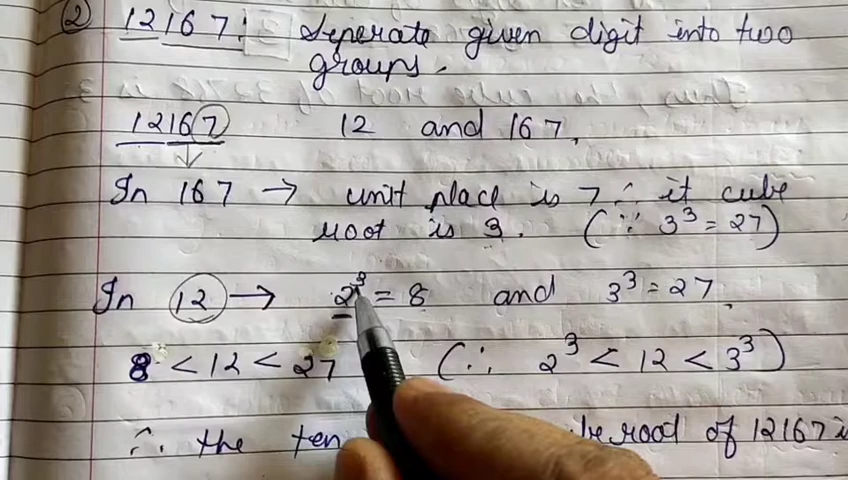 ② 12167: Seperate given digit into two
groups.
12167 12 and 167.
In 167 → unit place is 7 ∴ it cube
root is 3. (∵ 3³ = 27)
In 12 → 2³ = 8 and 3³ = 27.
8 < 12 < 27 (∴ 2³ < 12 < 3³)
∴ the ten root of 12167 is